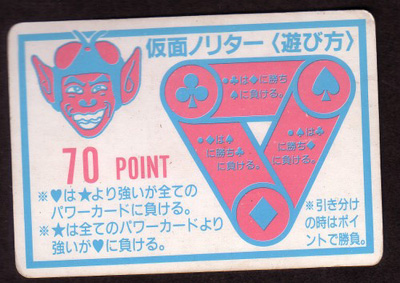 仮面ノリター〈遊び方〉
は に勝ち
に負ける。
は
に勝ち
に負ける。
は
に勝ち
に負ける。
70 POINT
※♥は★より強いが全ての
パワーカードに負ける。
※★は全てのパワーカードより
強いが♥に負ける。
※引き分け
の時はポイ
ントで勝負。